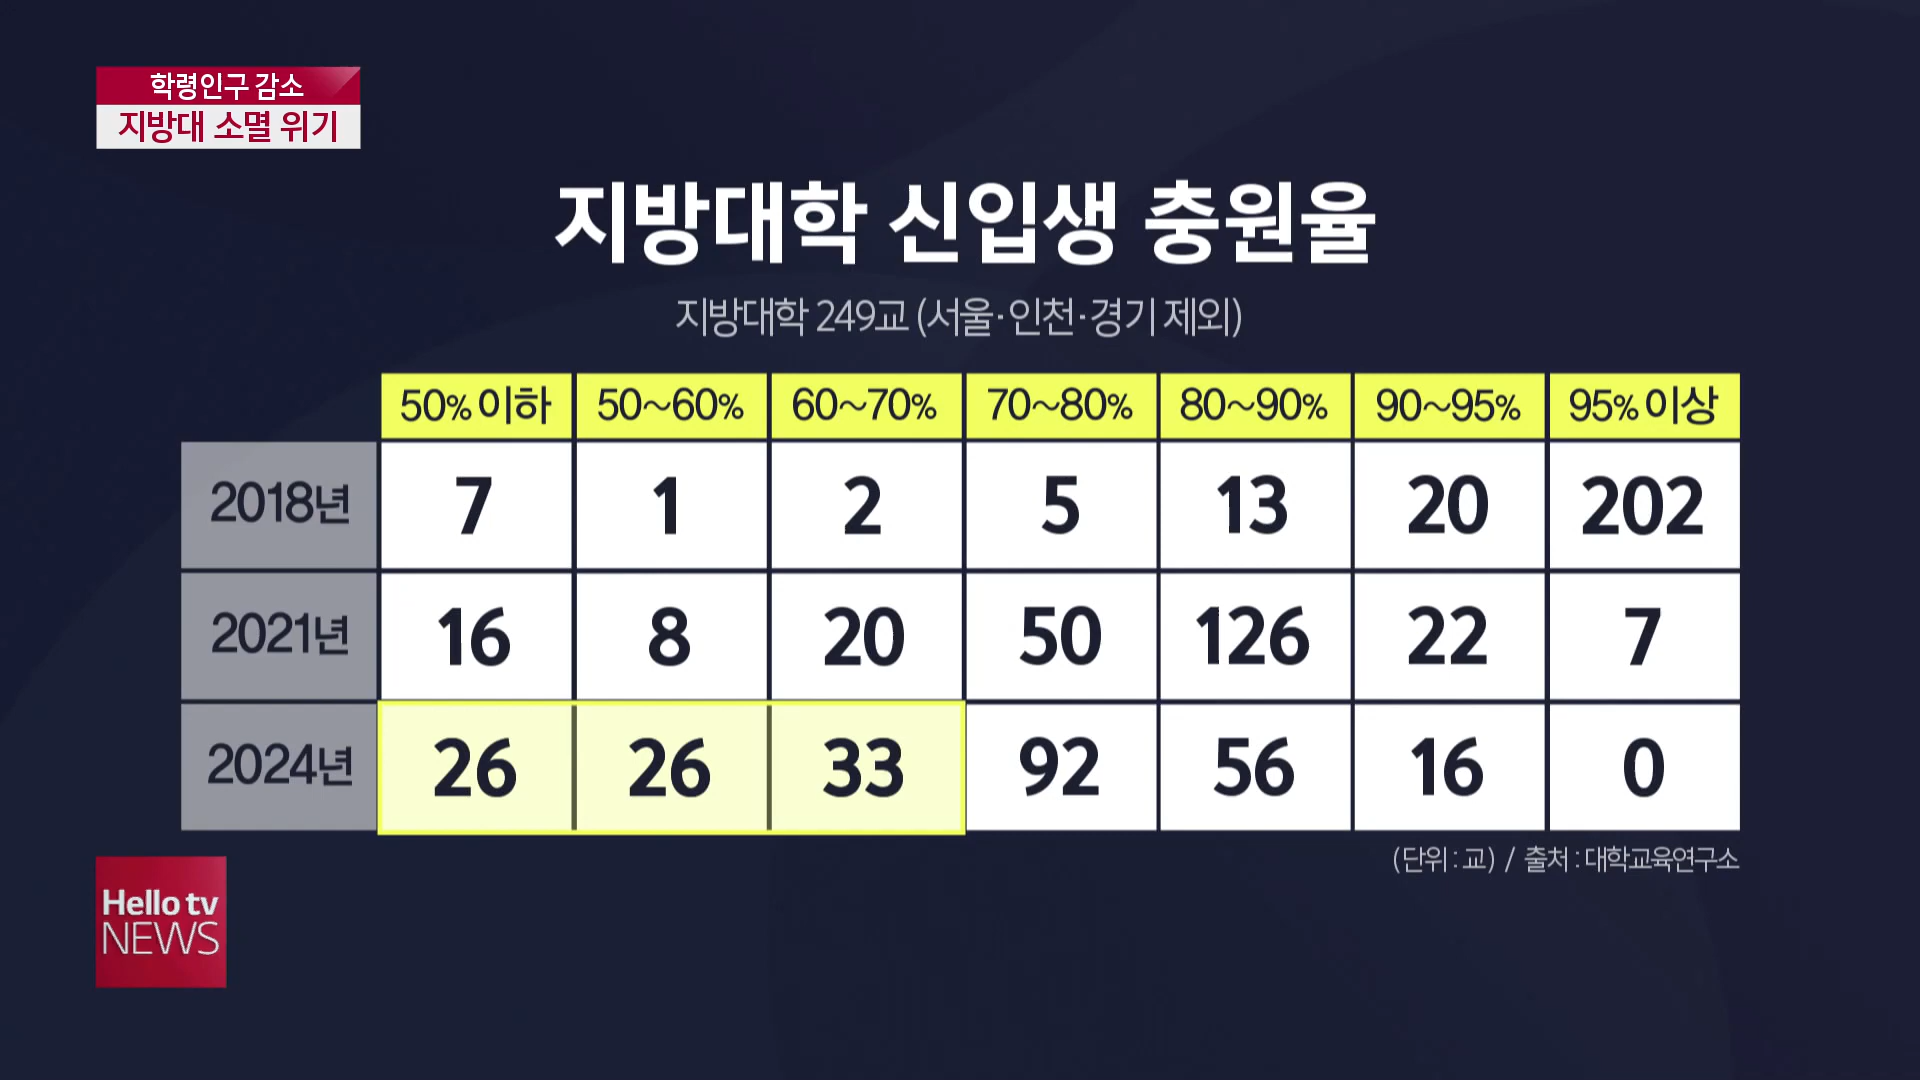 학령인구 감소
지방대 소멸 위기
지방대학 신입생 충원율
지방대학 249교 (서울·인천·경기 제외)
50% 이하 50~60% 60~70% 70~80% 80~90% 90~95% 95% 이상
2018년 7 1 2 5 13 20 202
2021년 16 8 20 50 126 22 7
2024년 26 26 33 92 56 16 0
(단위 : 교) / 출처 : 대학교육연구소
Hello tv
NEWS